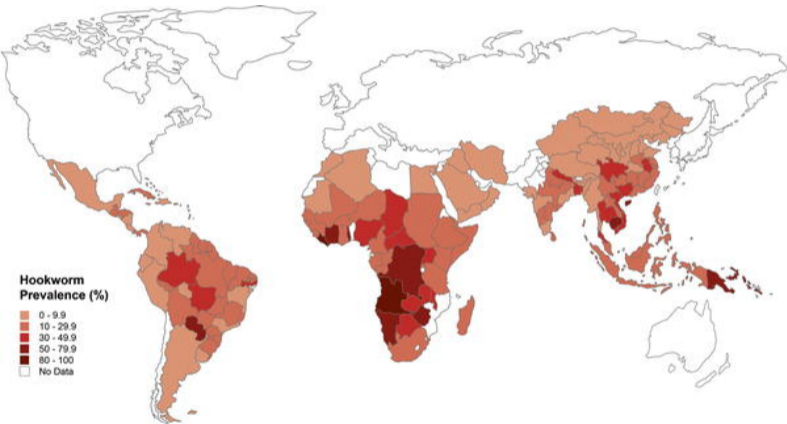 Hookworm
Prevalence (%)
0 - 9.9
10 - 29.9
30 - 49.9
50 - 79.9
80 - 100
No Data